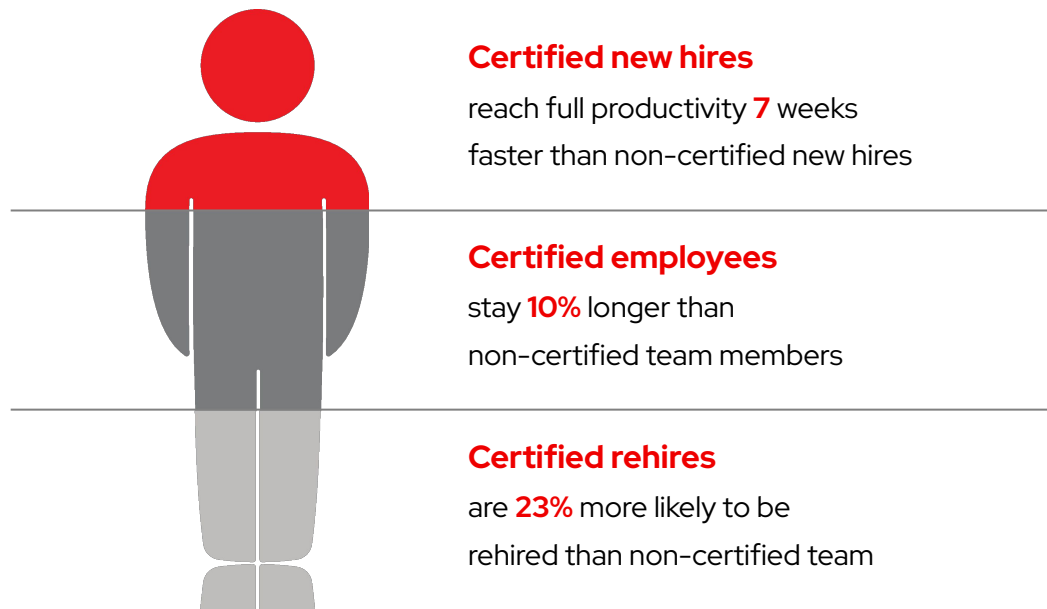 Certified new hires
reach full productivity 7 weeks
faster than non-certified new hires
Certified employees
stay 10% longer than
non-certified team members
Certified rehires
are 23% more likely to be
rehired than non-certified team